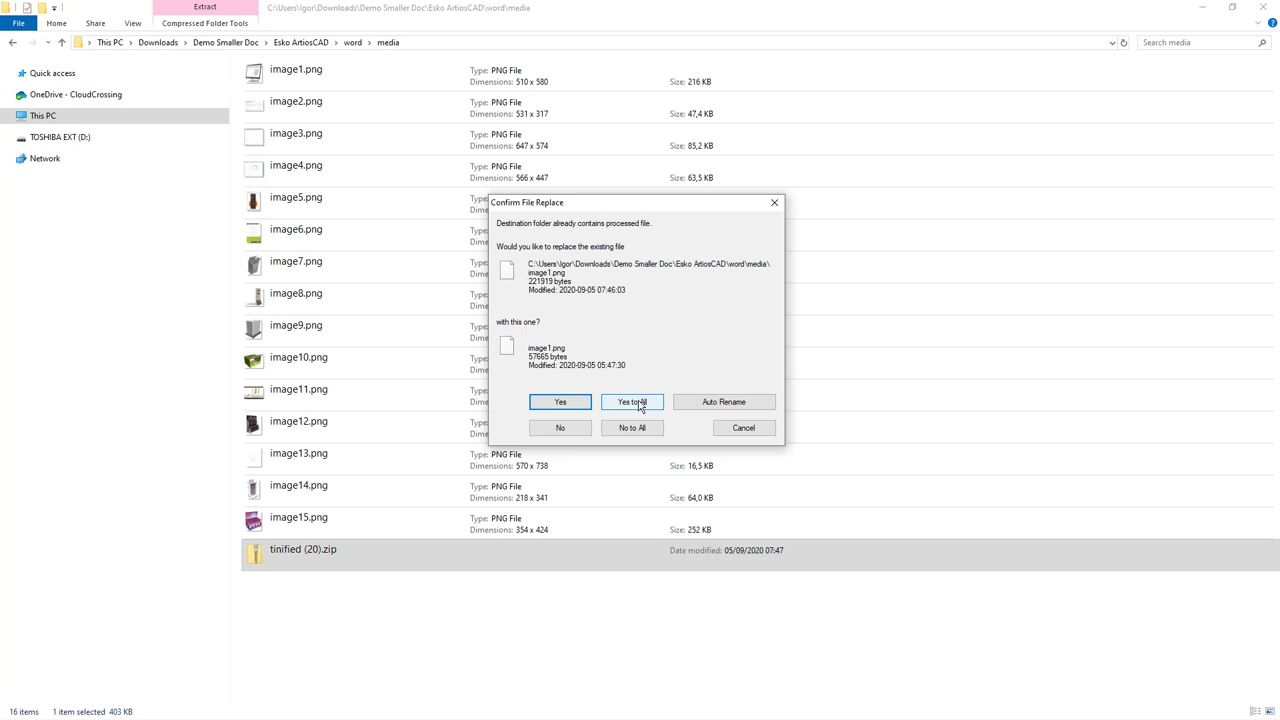 Extract
C:\Users\Igor\Downloads\Demo Smaller Doc\Esko ArtiosCAD\word\media
File
Home
Share
View
Compressed Folder Tools
This PC
Downloads
Demo Smaller Doc
Esko ArtiosCAD
word
media
Search media
Quick access
OneDrive - CloudCrossing
This PC
TOSHIBA EXT (D:)
Network
image1.png
Type: PNG File
Dimensions: 510 x 580
Size: 216 KB
image2.png
Type: PNG File
Dimensions: 531 x 317
Size: 47,4 KB
image3.png
Type: PNG File
Dimensions: 647 x 574
Size: 85,2 KB
image4.png
Type: PNG File
Dimensions: 566 x 447
Size: 63,5 KB
image5.png
image6.png
image7.png
image8.png
image9.png
image10.png
image11.png
image12.png
image13.png
Type: PNG File
Dimensions: 570 x 738
Size: 16,5 KB
image14.png
Type: PNG File
Dimensions: 218 x 341
Size: 64,0 KB
image15.png
Type: PNG File
Dimensions: 354 x 424
Size: 252 KB
tinified (20).zip
Date modified: 05/09/2020 07:47
Confirm File Replace
Destination folder already contains processed file.
Would you like to replace the existing file
C:\Users\Igor\Downloads\Demo Smaller Doc\Esko ArtiosCAD\word\media\
image1.png
221919 bytes
Modified: 2020-09-05 07:46:03
with this one?
image1.png
57665 bytes
Modified: 2020-09-05 05:47:30
Yes
Yes to All
Auto Rename
No
No to All
Cancel
16 items
1 item selected 403 KB